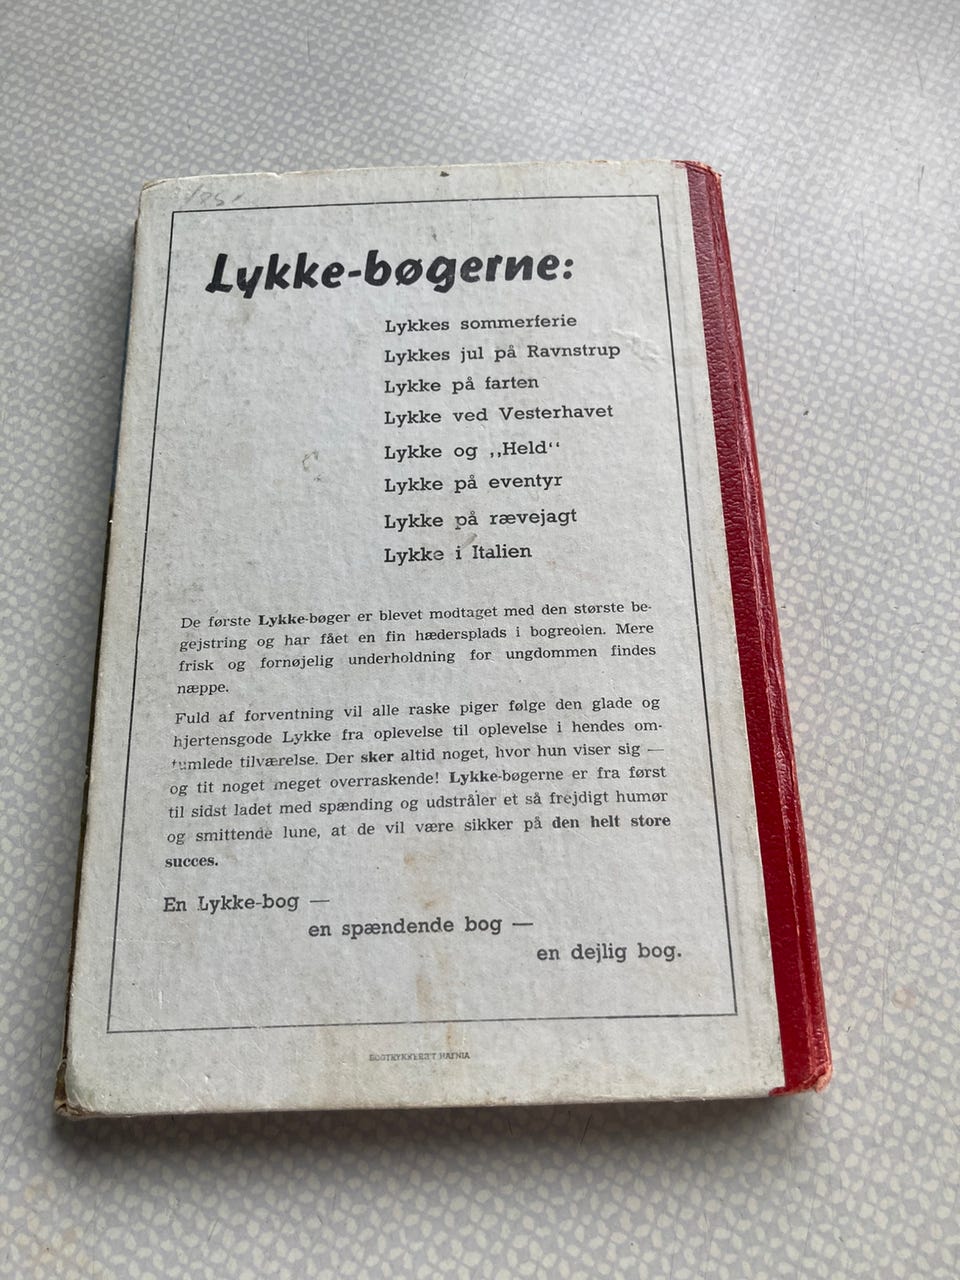 Lykke-bøgerne:
Lykkes sommerferie
Lykkes jul på Ravnstrup
Lykke på farten
Lykke ved Vesterhavet
Lykke og „Held“
Lykke på eventyr
Lykke på rævejagt
Lykke i Italien
De første Lykke-bøger er blevet modtaget med den største be-
gejstring og har fået en fin hædersplads i bogreolen. Mere
frisk og fornøjelig underholdning for ungdommen findes
næppe.
Fuld af forventning vil alle raske piger følge den glade og
hjertensgode Lykke fra oplevelse til oplevelse i hendes om-
tumlede tilværelse. Der sker altid noget, hvor hun viser sig —
og tit noget meget overraskende! Lykke-bøgerne er fra først
til sidst ladet med spænding og udstråler et så frejdigt humør
og smittende lune, at de vil være sikker på den helt store
succes.
En Lykke-bog —
en spændende bog —
en dejlig bog.
BOGTRYKKERIET HAFNIA